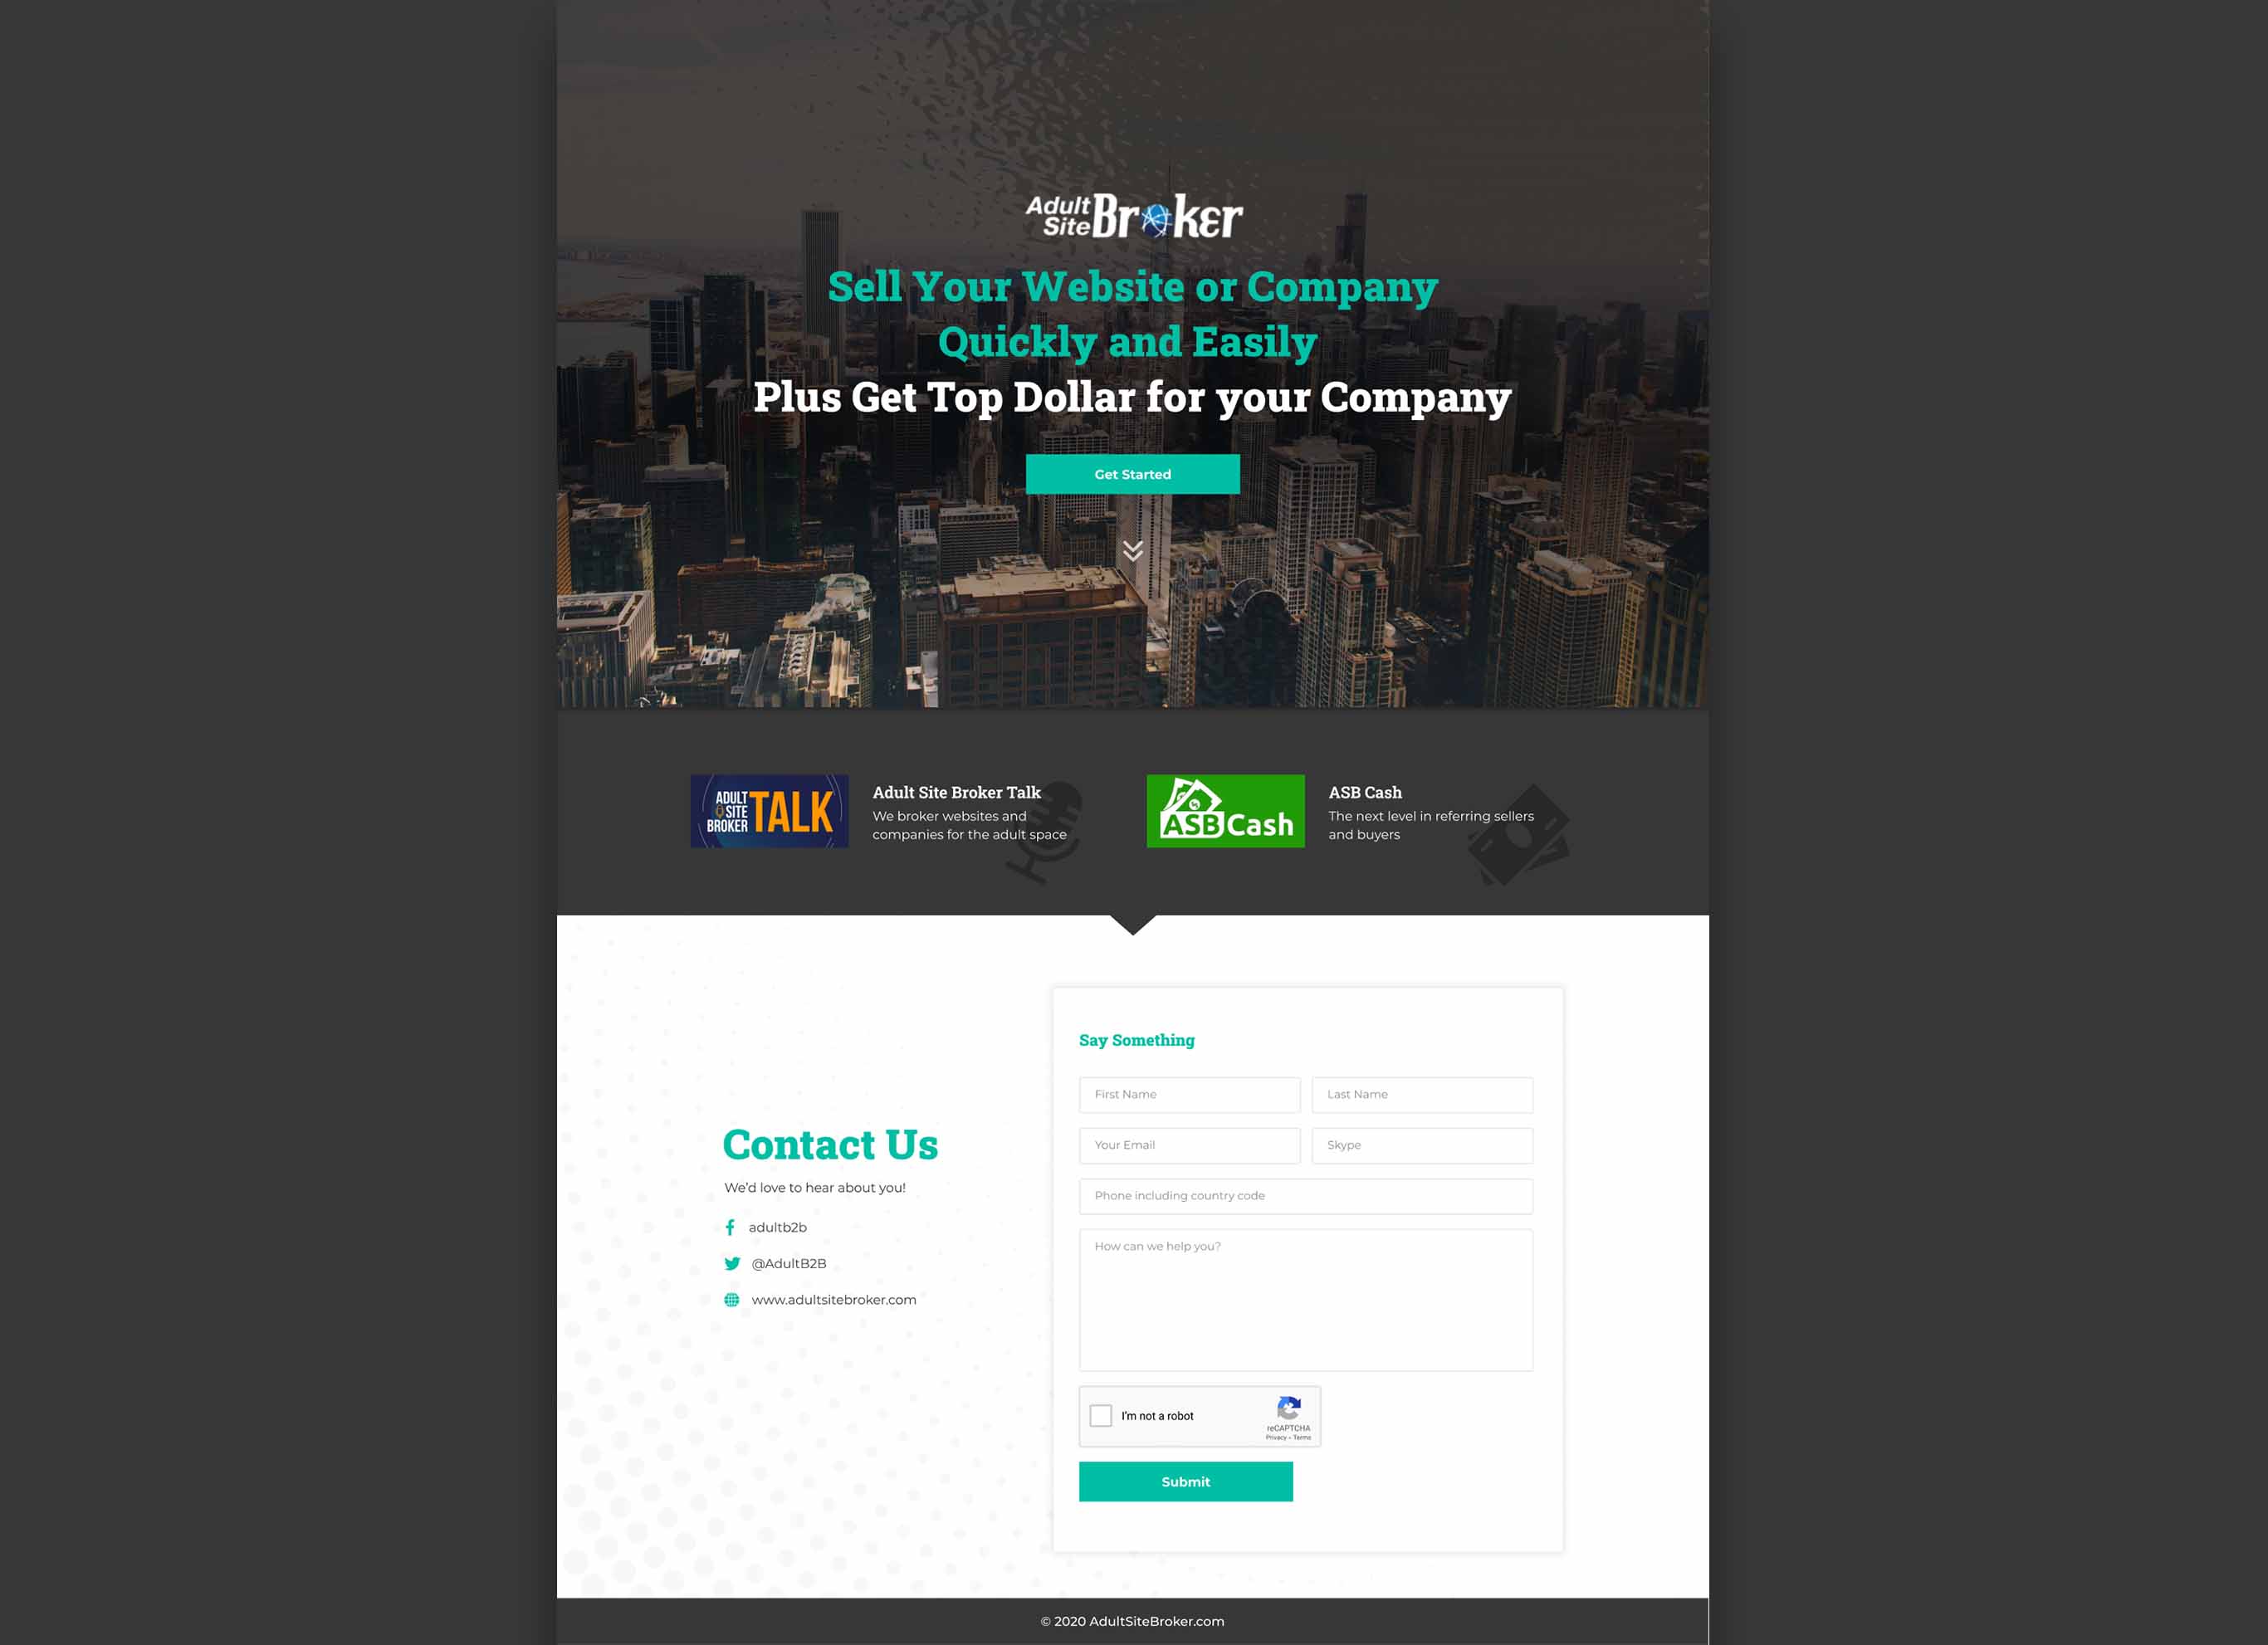 Adult Site Broker
Sell Your Website or Company
Quickly and Easily
Plus Get Top Dollar for your Company
Get Started
ADULT SITE BROKER TALK
Adult Site Broker Talk
We broker websites and
companies for the adult space
ASB Cash
ASB Cash
The next level in referring sellers
and buyers
Contact Us
We'd love to hear about you!
adultb2b
@AdultB2B
www.adultsitebroker.com
Say Something
First Name
Last Name
Your Email
Skype
Phone including country code
How can we help you?
I'm not a robot
reCAPTCHA
Privacy - Terms
Submit
© 2020 AdultSiteBroker.com